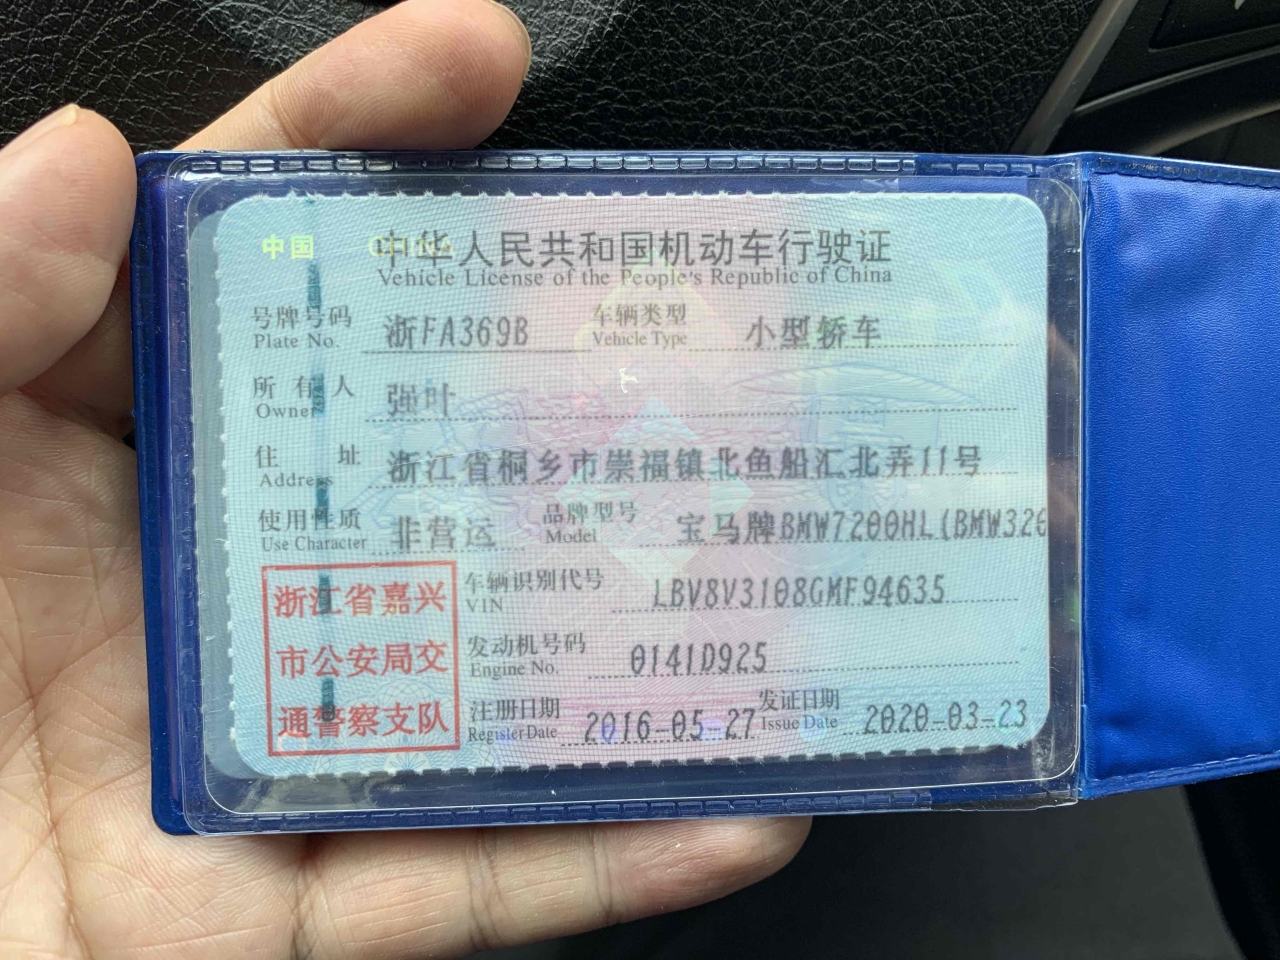 中国 CHINA
中华人民共和国机动车行驶证
Vehicle License of the People's Republic of China
号牌号码 浙FA369B 车辆类型 小型轿车
Plate No. Vehicle Type
所有人 强叶
Owner
住址 浙江省桐乡市崇福镇北鱼船汇北弄11号
Address
使用性质 非营运 品牌型号 宝马牌BMW7200HL(BMW320
Use Character Model
浙江省嘉兴
市公安局交
通警察支队
车辆识别代号 LBV8V3108GMF94635
VIN
发动机号码 0141D925
Engine No.
注册日期 2016-05-27 发证日期 2020-03-23
Register Date Issue Date